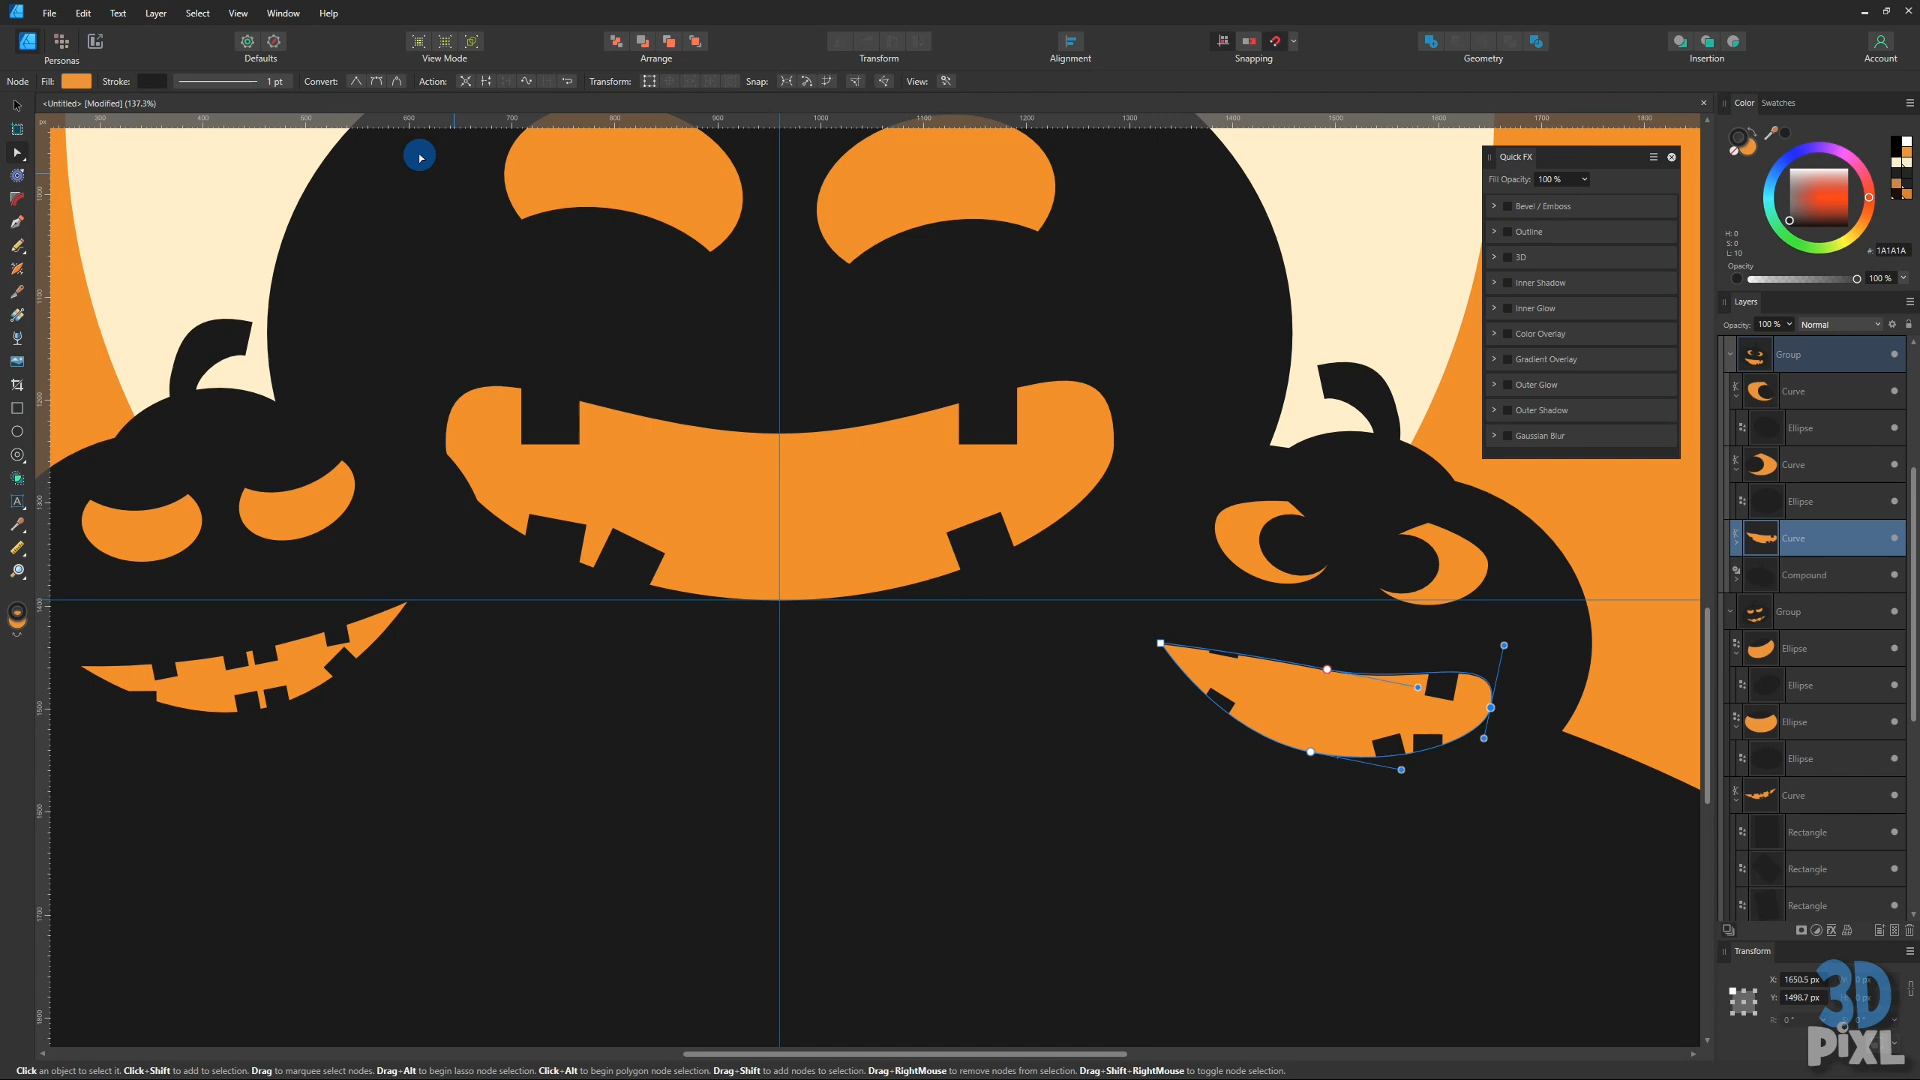 File Edit Text Layer Select View Window Help
Personas Defaults View Mode Arrange Transform Alignment Snapping Geometry Insertion Account
Node Fill: Stroke: 1 pt Convert: Action: Transform: Snap: View:
<Untitled> [Modified] (137.3%)
Color Swatches
H: 0
S: 0
L: 10
#: 1A1A1A
Opacity
100 %
Quick FX
Fill Opacity: 100 %
Bevel / Emboss
Outline
3D
Inner Shadow
Inner Glow
Color Overlay
Gradient Overlay
Outer Glow
Outer Shadow
Gaussian Blur
Layers
Opacity: 100 % Normal
Group
Curve
Ellipse
Curve
Ellipse
Curve
Compound
Group
Ellipse
Ellipse
Ellipse
Ellipse
Curve
Rectangle
Rectangle
Rectangle
Transform
X: 1650.5 px
Y: 1498.7 px
R: 0 °
3D
PiXL
Click an object to select it. Click+Shift to add to selection. Drag to marquee select nodes. Drag+Alt to begin lasso node selection. Click+Alt to begin polygon node selection. Drag+Shift to add nodes to selection. Drag+RightMouse to remove nodes from selection. Drag+Shift+RightMouse to toggle node selection.